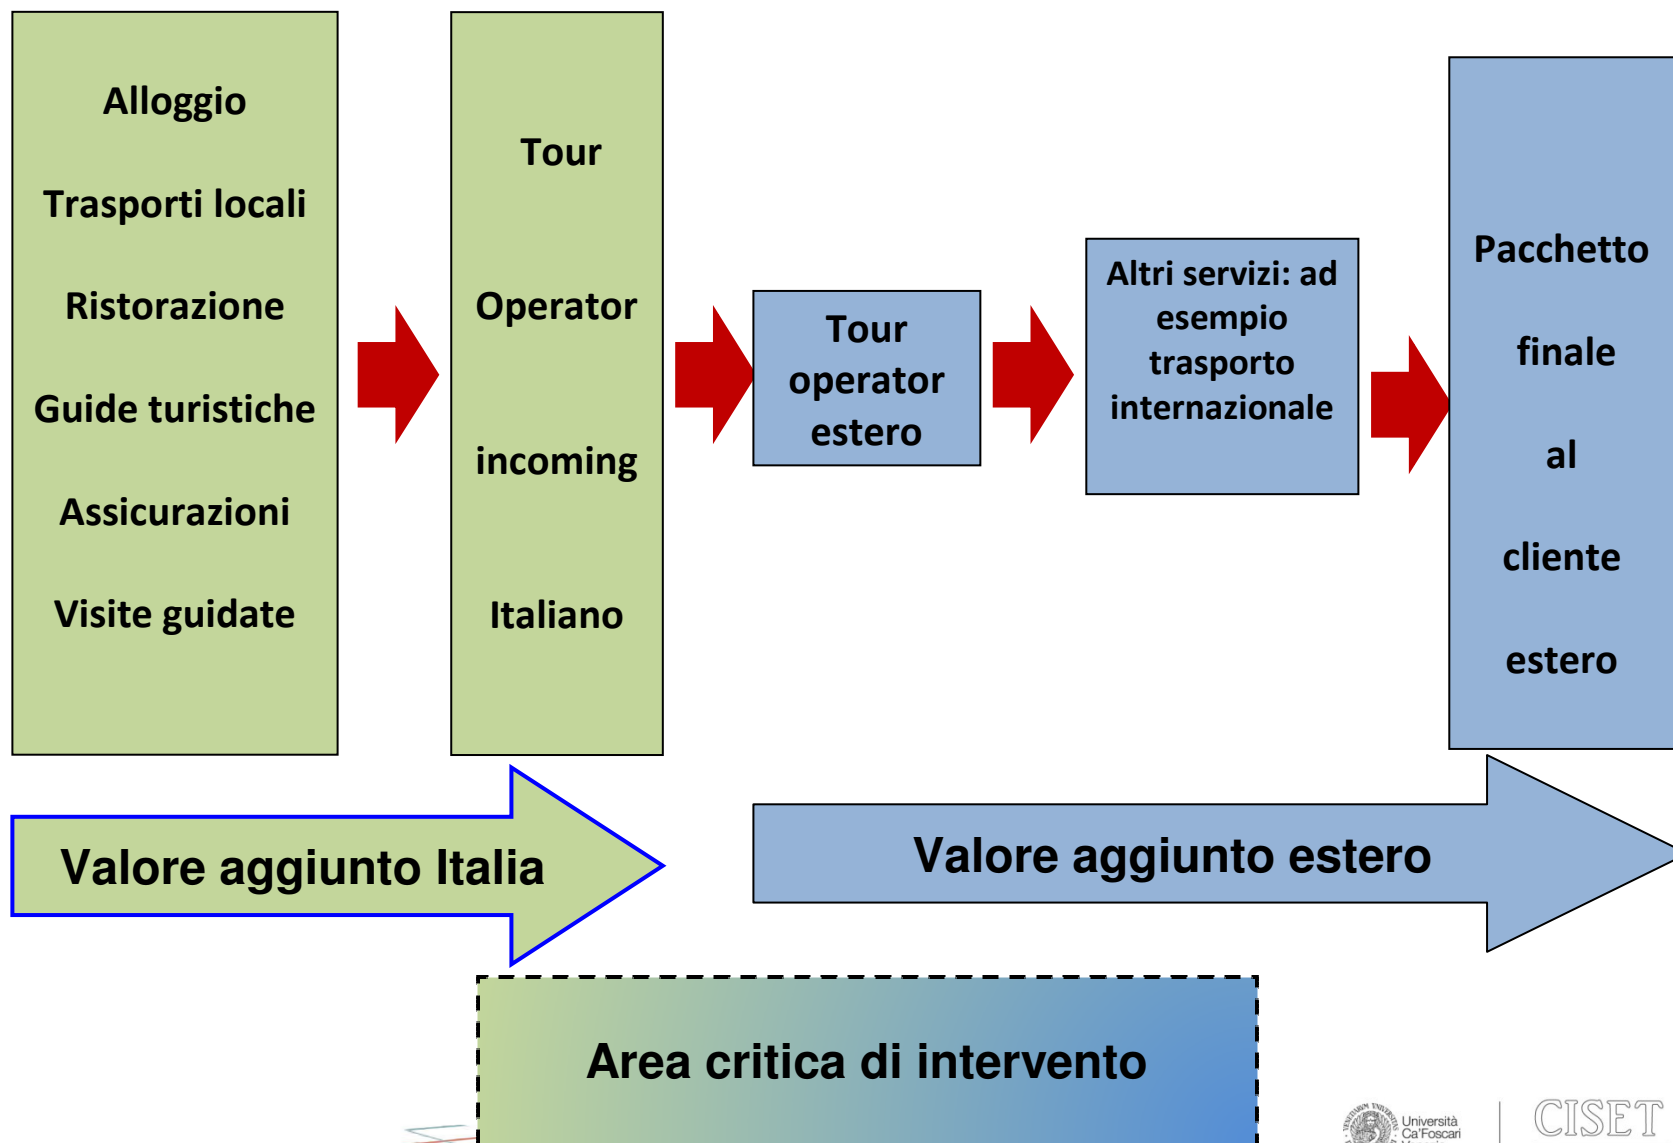 Alloggio
Trasporti locali
Ristorazione
Guide turistiche
Assicurazioni
Visite guidate
Tour
Operator
incoming
Italiano
Tour
operator
estero
Altri servizi: ad
esempio
trasporto
internazionale
Pacchetto
finale
al
cliente
estero
Valore aggiunto Italia
Valore aggiunto estero
Area critica di intervento
Università
Ca'Foscari
CISET